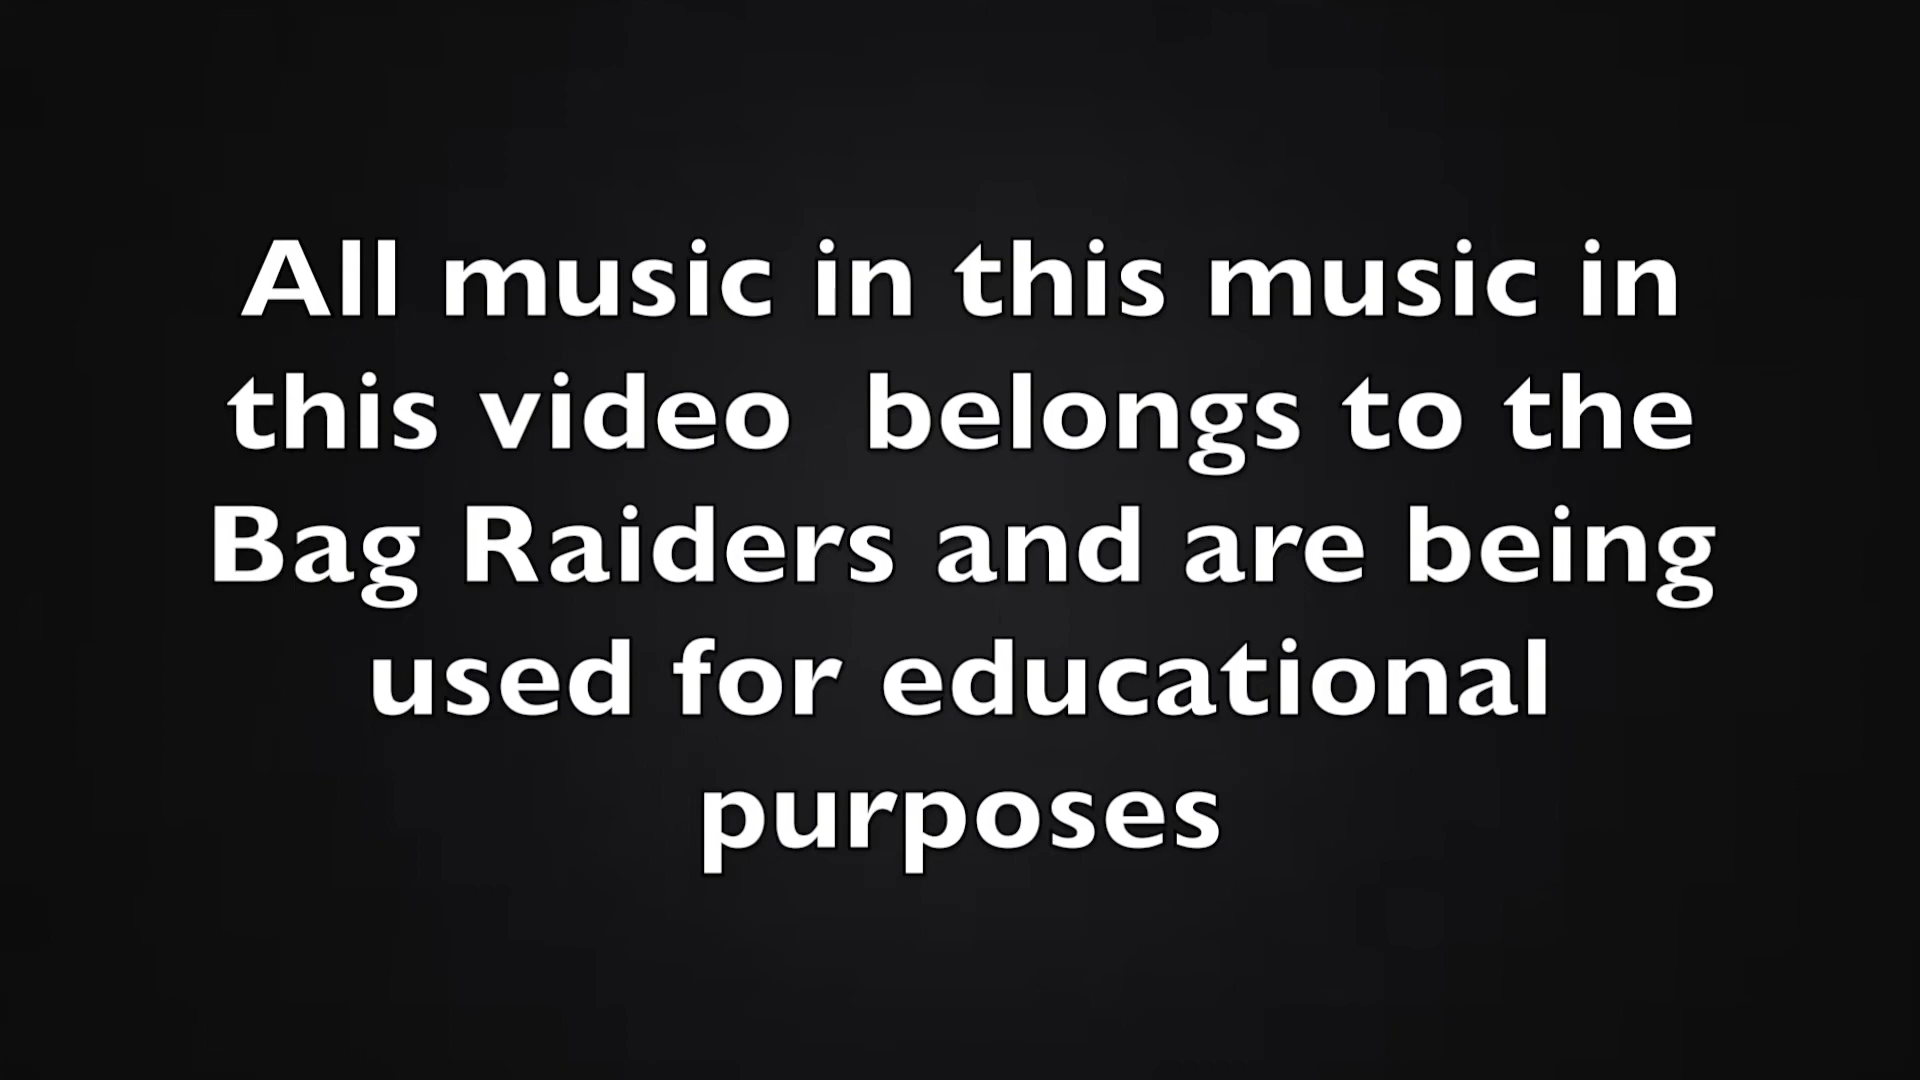 All music in this music in
this video  belongs to the
Bag Raiders and are being
used for educational
purposes